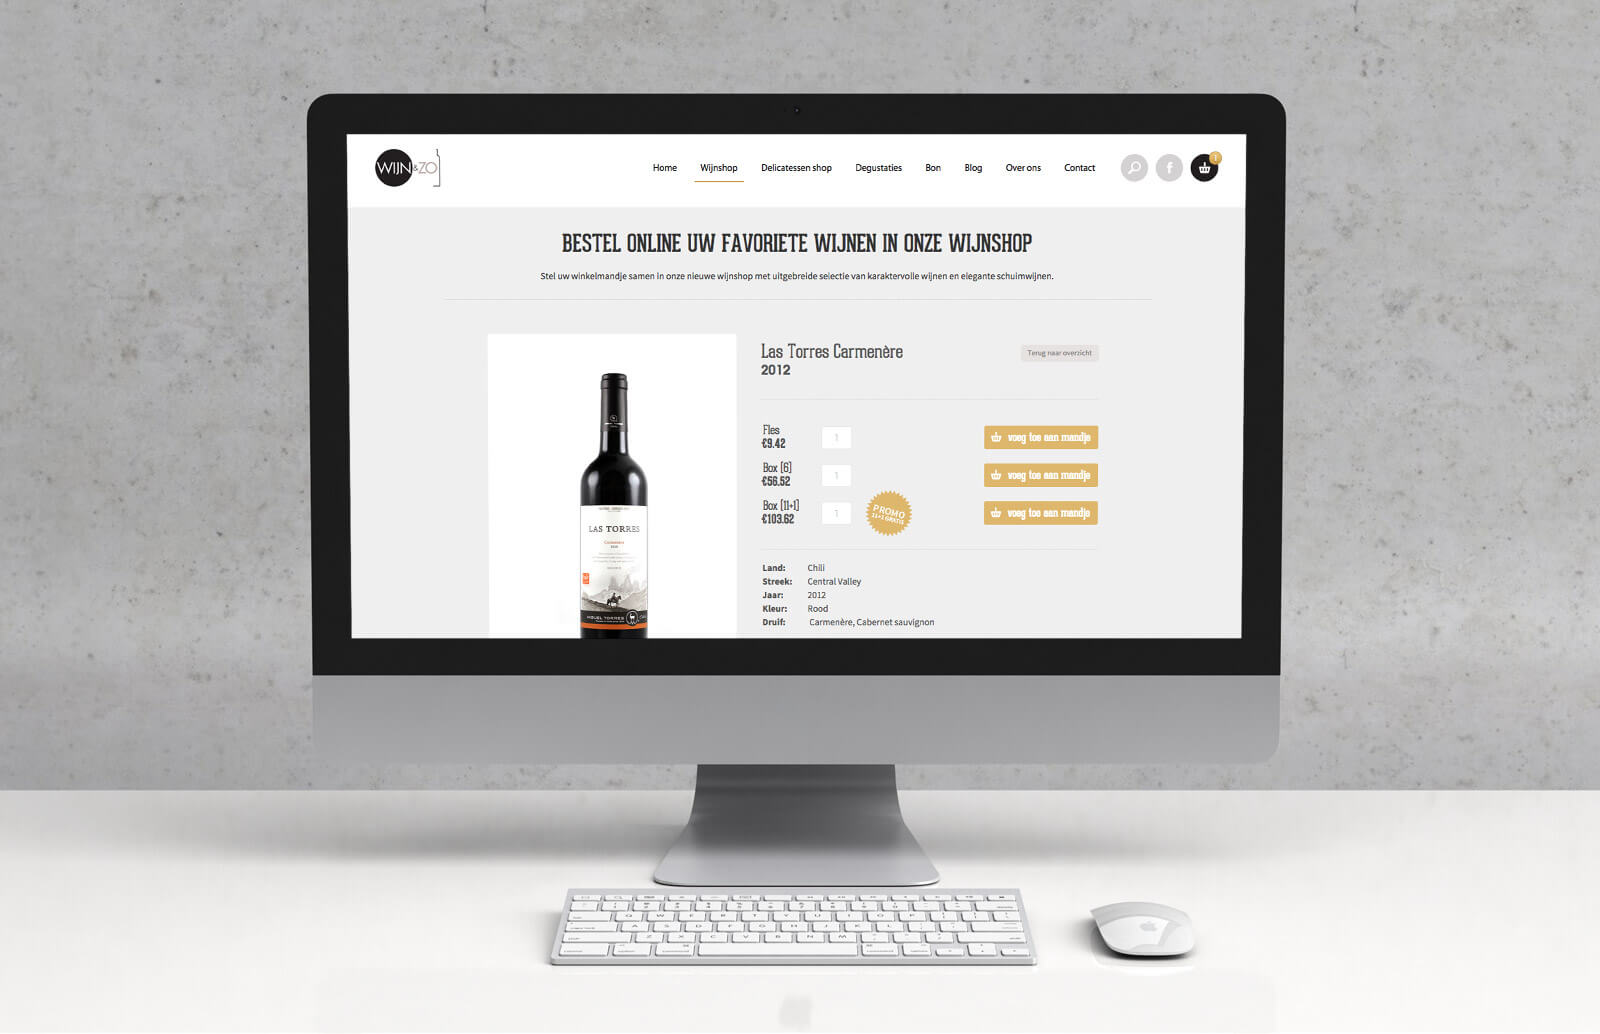 WIJN&ZO
Home Wijnshop Delicatessen shop Degustaties Bon Blog Over ons Contact
1
BESTEL ONLINE UW FAVORIETE WIJNEN IN ONZE WIJNSHOP
Stel uw winkelmandje samen in onze nieuwe wijnshop met uitgebreide selectie van karaktervolle wijnen en elegante schuimwijnen.
Las Torres Carmenère
2012
Terug naar overzicht
Fles
€9.42
1
voeg toe aan mandje
Box (6)
€56.52
1
voeg toe aan mandje
Box (11+1)
€103.62
1
PROMO
11+1 GRATIS
voeg toe aan mandje
Land: Chili
Streek: Central Valley
Jaar: 2012
Kleur: Rood
Druif: Carmenère, Cabernet sauvignon
LAS TORRES
Carmenère
MIGUEL TORRES
Q W E R T Y U I O P
A S D F G H J K L
Z X C V B N M